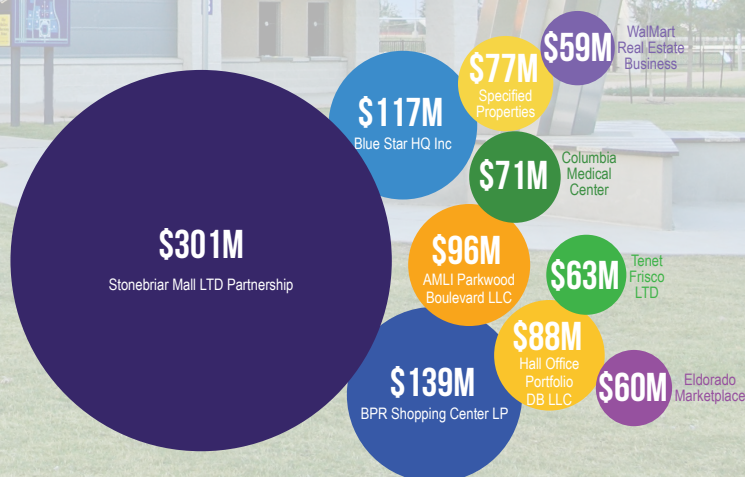 $301M
Stonebriar Mall LTD Partnership
$117M
Blue Star HQ Inc
$77M
Specified
Properties
$59M
WalMart
Real Estate
Business
$71M
Columbia
Medical
Center
$96M
AMLI Parkwood
Boulevard LLC
$63M
Tenet
Frisco
LTD
$139M
BPR Shopping Center LP
$88M
Hall Office
Portfolio
DB LLC
$60M
Eldorado
Marketplace